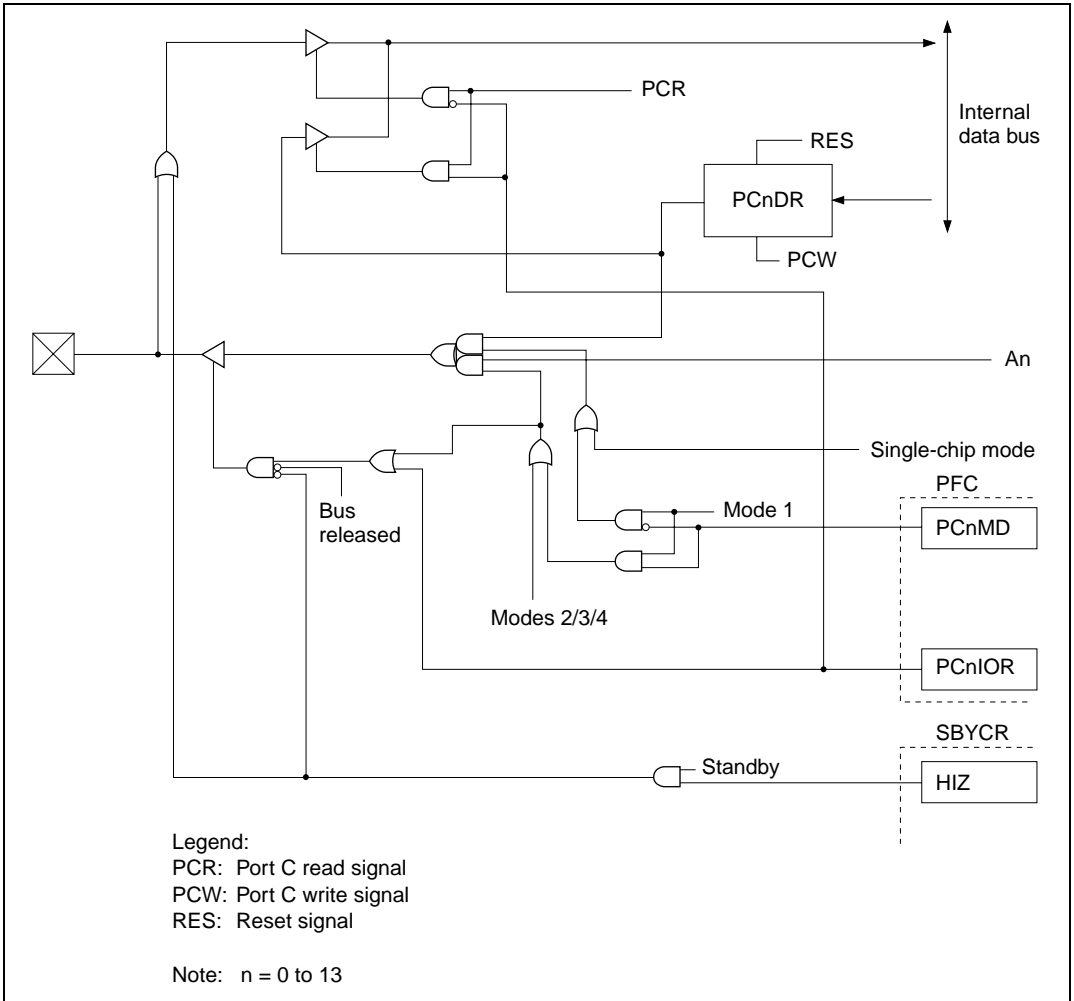 PCR
Internal
data bus
RES
PCnDR
PCW
An
Single-chip mode
PFC
Bus
released
Mode 1
PCnMD
Modes 2/3/4
PCnIOR
SBYCR
Standby
HIZ
Legend:
PCR: Port C read signal
PCW: Port C write signal
RES: Reset signal
Note: n = 0 to 13